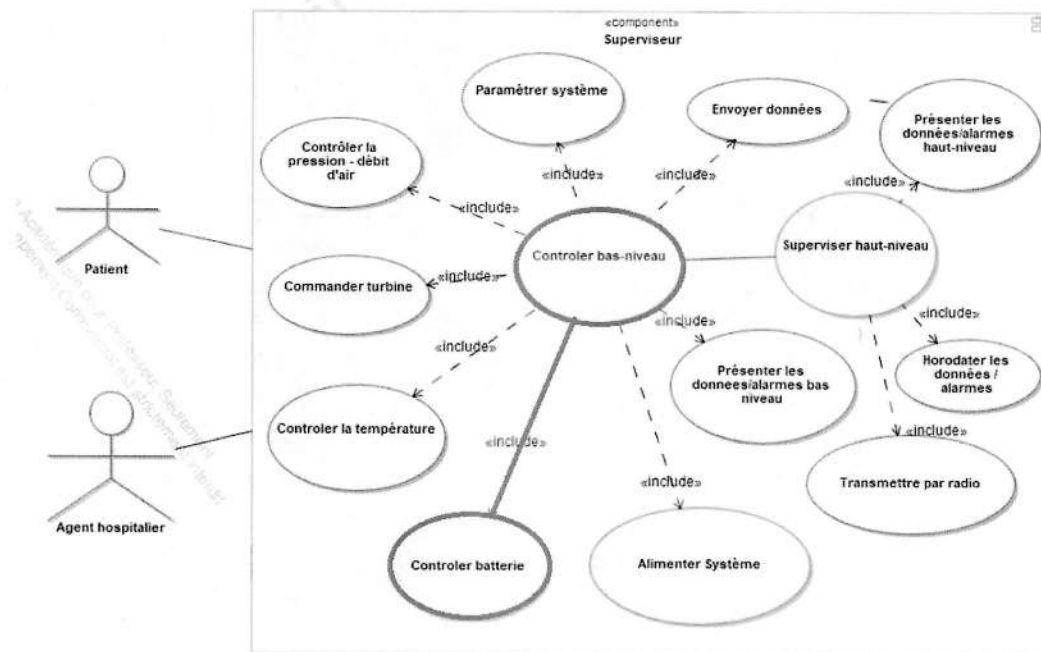 «component»
Superviseur
Paramétrer système
Envoyer données
Présenter les
données/alarmes
haut-niveau
Contrôler la
pression - débit
d'air
«include»
«include»
«include»
«include»
Patient
Controler bas-niveau
Superviser haut-niveau
Commander turbine
«include»
«include»
«include»
«include»
Présenter les
donnees/alarmes bas
niveau
Horodater les
données /
alarmes
Controler la température
«include»
«include»
«include»
Transmettre par radio
Agent hospitalier
Controler batterie
Alimenter Système